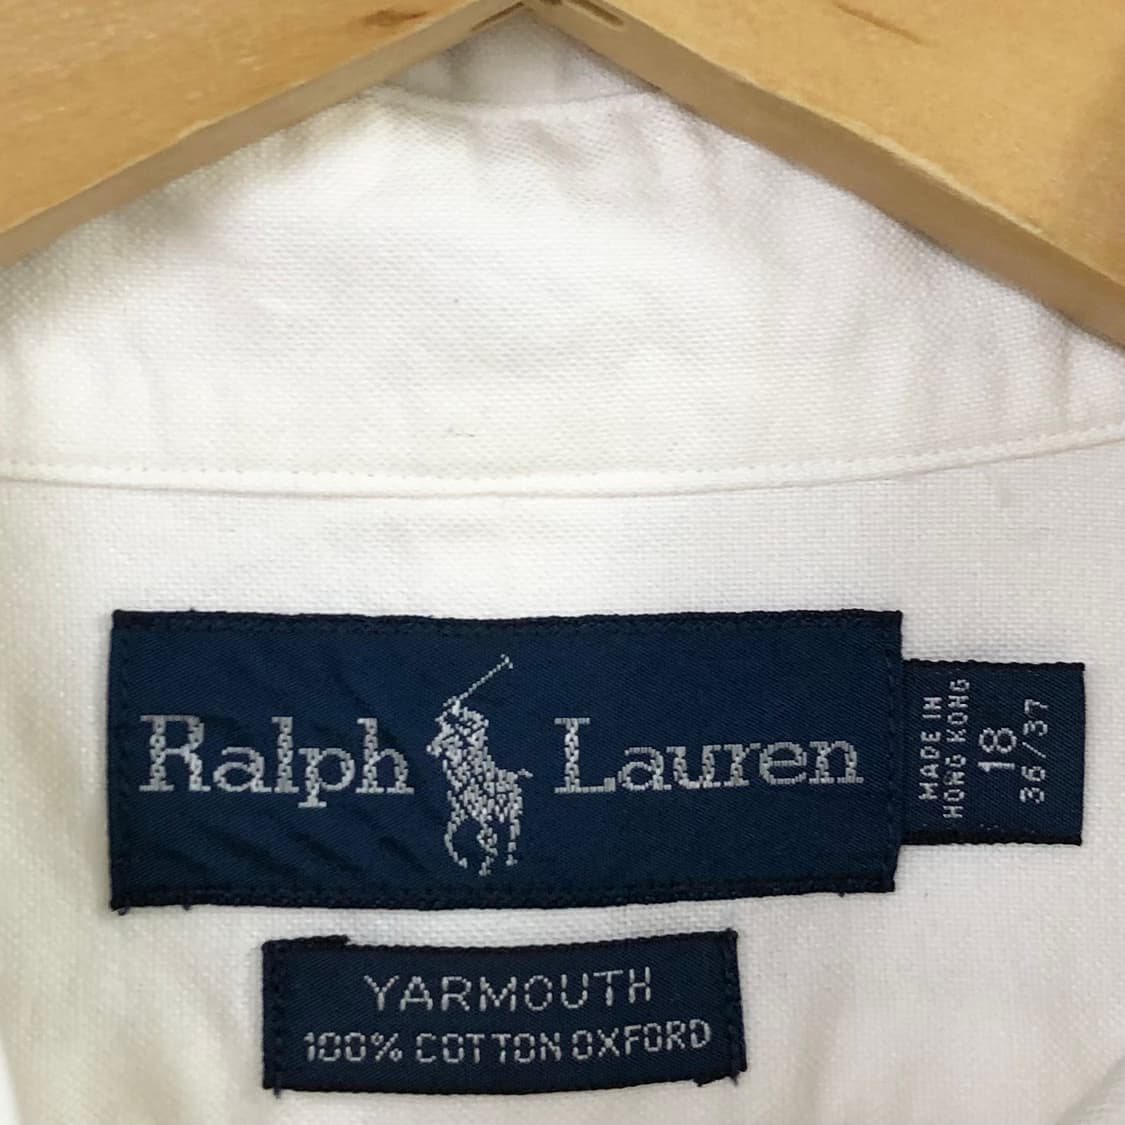 Ralph Lauren
MADE IN
HONG KONG
18
36/37
YARMOUTH
100% COTTON OXFORD